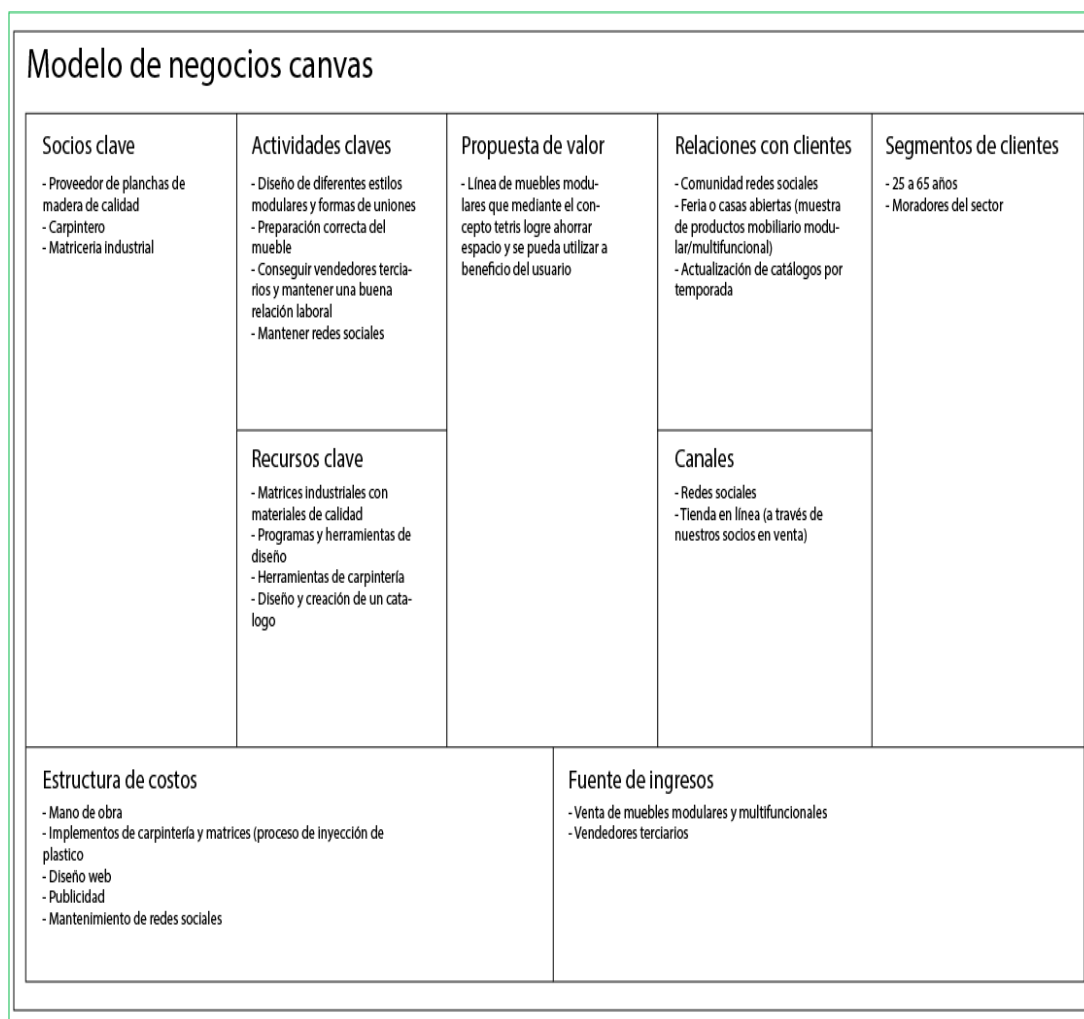 Modelo de negocios canvas
Socios clave
- Proveedor de planchas de
madera de calidad
- Carpintero
- Matriceria industrial
Actividades claves
- Diseño de diferentes estilos
modulares y formas de uniones
- Preparación correcta del
mueble
- Conseguir vendedores tercia-
rios y mantener una buena
relación laboral
- Mantener redes sociales
Recursos clave
- Matrices industriales con
materiales de calidad
- Programas y herramientas de
diseño
- Herramientas de carpintería
- Diseño y creación de un cata-
logo
Propuesta de valor
- Línea de muebles modu-
lares que mediante el con-
cepto tetris logre ahorrar
espacio y se pueda utilizar a
beneficio del usuario
Relaciones con clientes
- Comunidad redes sociales
- Feria o casas abiertas (muestra
de productos mobiliario modu-
lar/multifuncional)
- Actualización de catálogos por
temporada
Canales
- Redes sociales
- Tienda en línea (a través de
nuestros socios en venta)
Segmentos de clientes
- 25 a 65 años
- Moradores del sector
Estructura de costos
- Mano de obra
- Implementos de carpintería y matrices (proceso de inyección de
plastico
- Diseño web
- Publicidad
- Mantenimiento de redes sociales
Fuente de ingresos
- Venta de muebles modulares y multifuncionales
- Vendedores terciarios